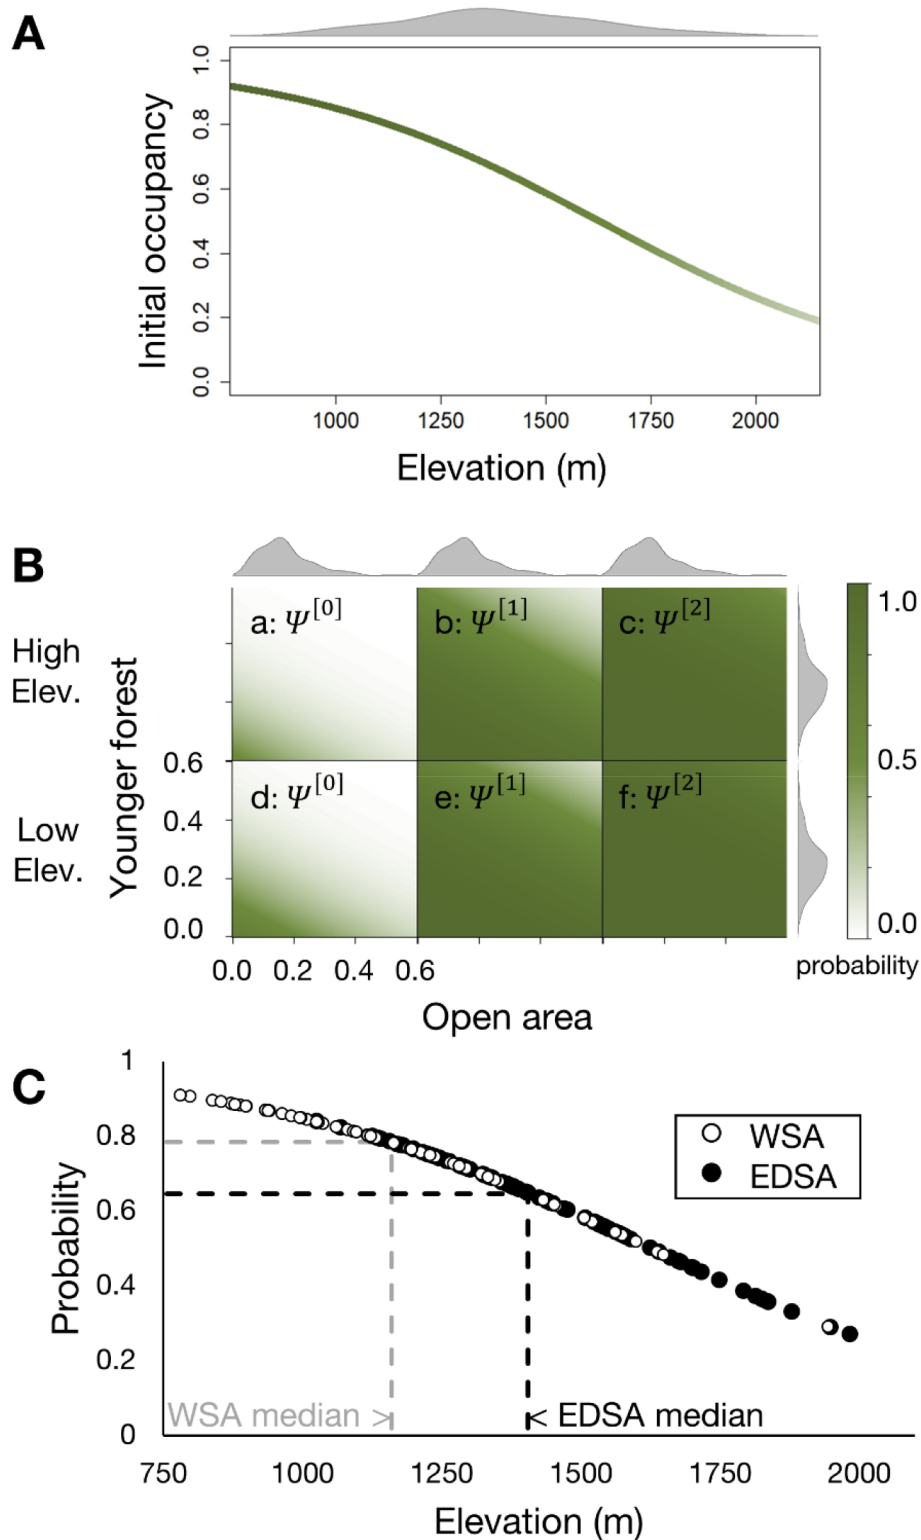 A
Initial occupancy
1.0
0.8
0.6
0.4
0.2
0.0
1000 1250 1500 1750 2000
Elevation (m)
B
High
Elev.
Low
Elev.
Younger forest
0.6
0.4
0.2
0.0
a: Ψ[0]
b: Ψ[1]
c: Ψ[2]
d: Ψ[0]
e: Ψ[1]
f: Ψ[2]
0.0 0.2 0.4 0.6
Open area
1.0
0.5
0.0
probability
C
Probability
1
0.8
0.6
0.4
0.2
0
WSA
EDSA
WSA median >
< EDSA median
750 1000 1250 1500 1750 2000
Elevation (m)